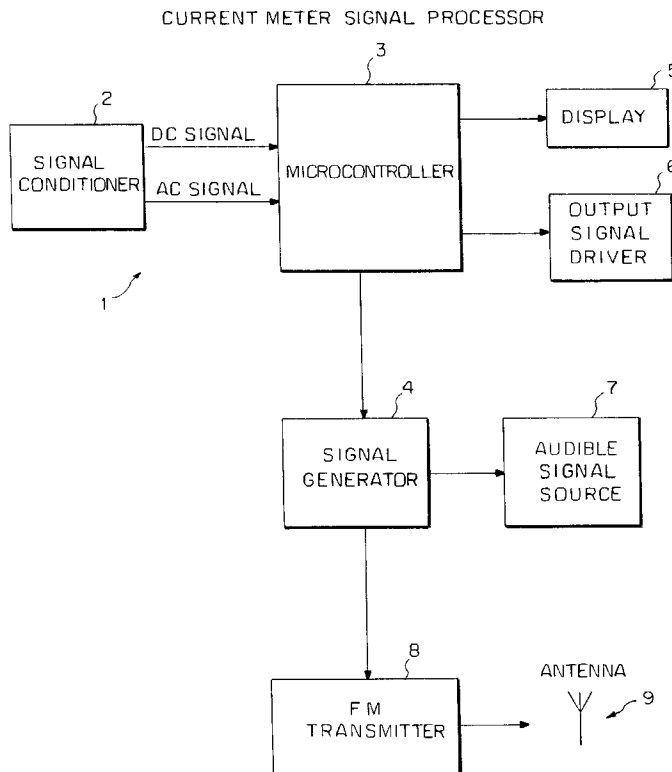 CURRENT METER SIGNAL PROCESSOR
2
SIGNAL
CONDITIONER
DC SIGNAL
AC SIGNAL
1
3
MICROCONTROLLER
5
DISPLAY
6
OUTPUT
SIGNAL
DRIVER
4
SIGNAL
GENERATOR
7
AUDIBLE
SIGNAL
SOURCE
8
FM
TRANSMITTER
ANTENNA
9